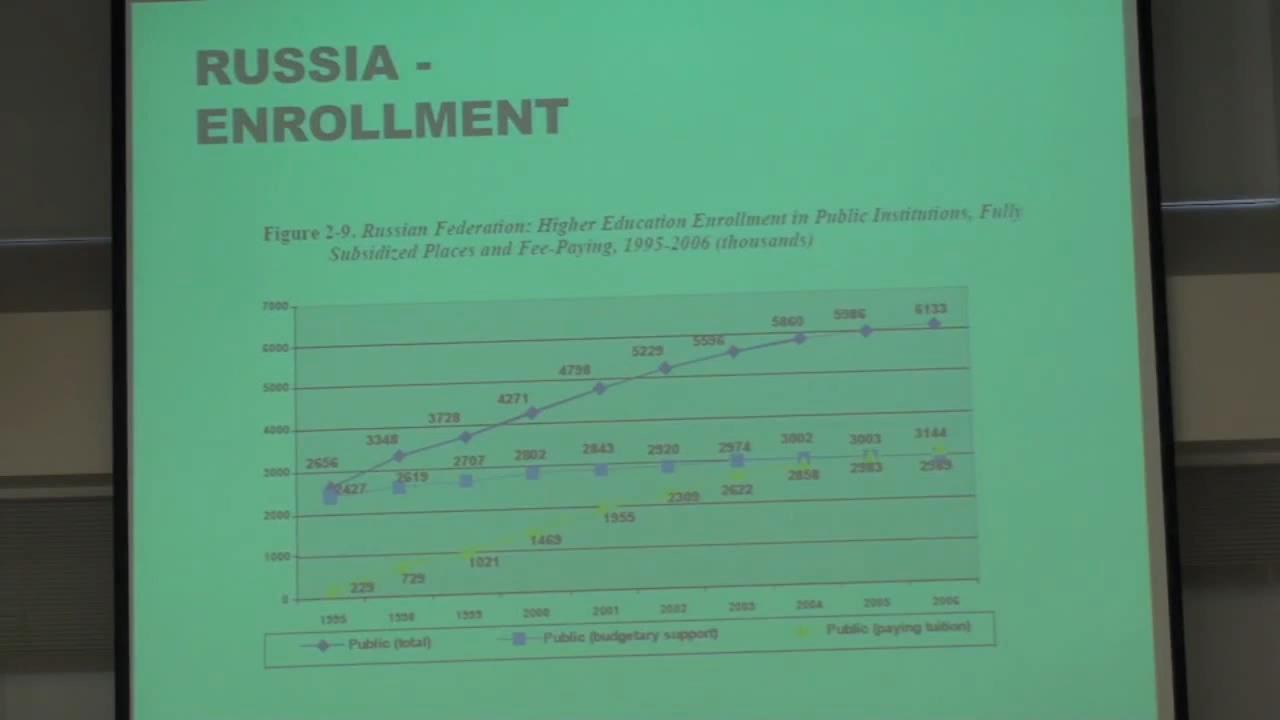 RUSSIA -
ENROLLMENT
Figure 2-9. Russian Federation: Higher Education Enrollment in Public Institutions, Fully
Subsidized Places and Fee-Paying, 1995-2006 (thousands)
7000
6000
5000
4000
3000
2000
1000
0
2656 3348 3728 4271 4798 5229 5596 5860 5986 6133
2427 2619 2707 2802 2843 2920 2974 3002 3003 3144
229 729 1021 1469 1955 2309 2622 2858 2983 2989
1995 1998 1999 2000 2001 2002 2003 2004 2005 2006
Public (total) Public (budgetary support) Public (paying tuition)